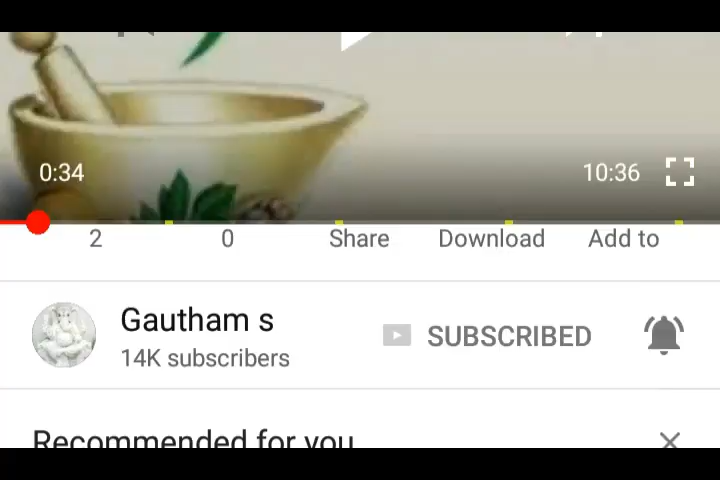 0:34 10:36
2 0 Share Download Add to
Gautham s
14K subscribers
SUBSCRIBED
Recommended for you